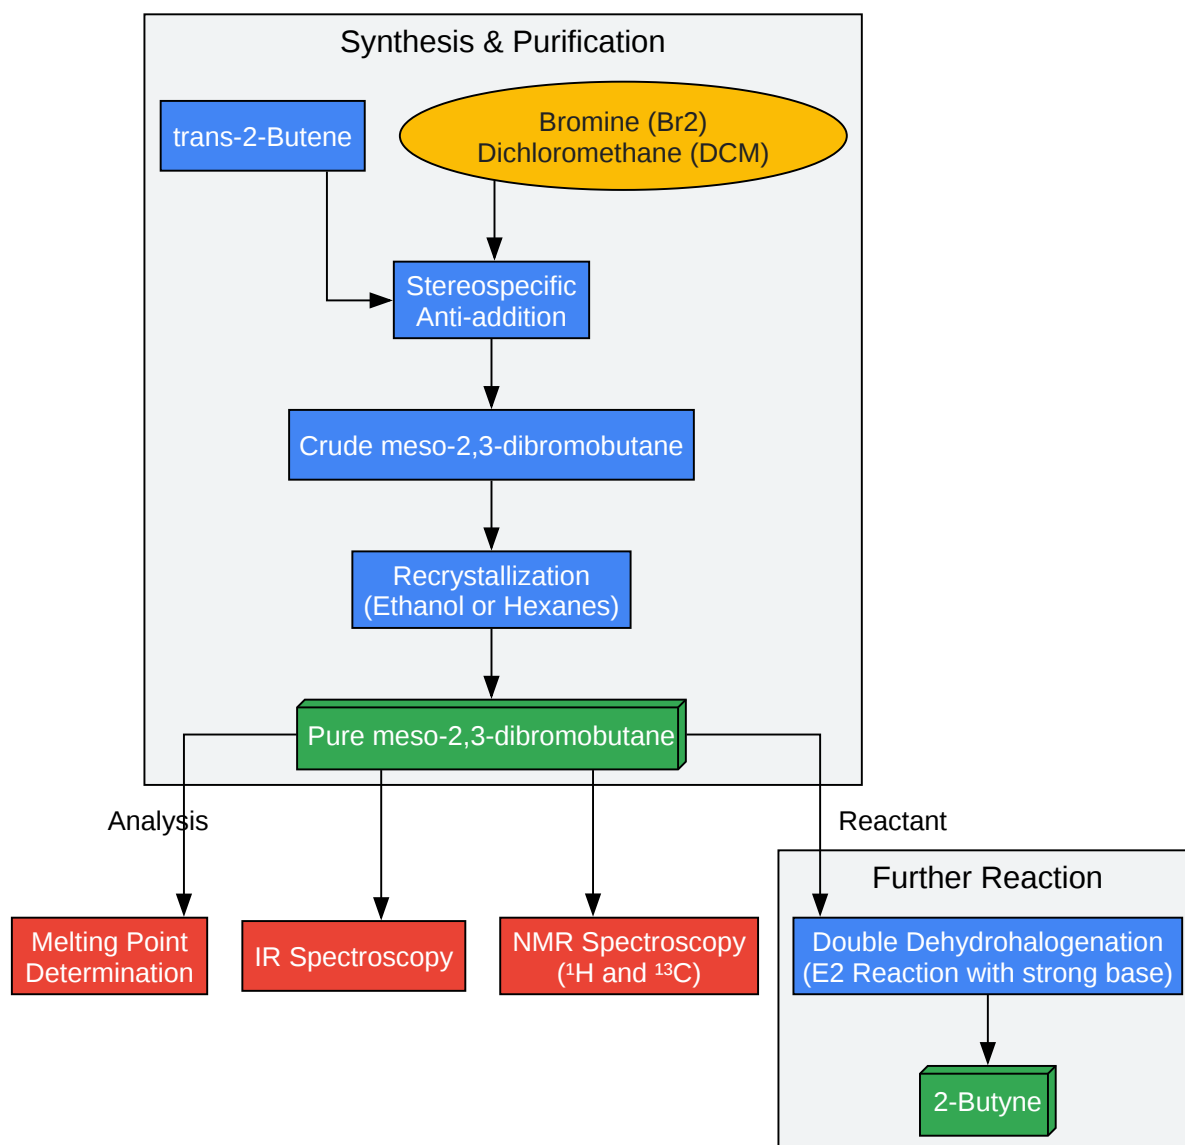 Synthesis & Purification
trans-2-Butene
Bromine (Br2)
Dichloromethane (DCM)
Stereospecific
Anti-addition
Crude meso-2,3-dibromobutane
Recrystallization
(Ethanol or Hexanes)
Pure meso-2,3-dibromobutane
Analysis
Reactant
Further Reaction
Melting Point
Determination
IR Spectroscopy
NMR Spectroscopy
(¹H and ¹³C)
Double Dehydrohalogenation
(E2 Reaction with strong base)
2-Butyne